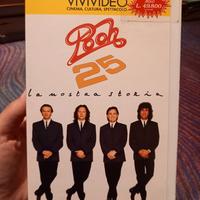 VIVIVIDEO
CINEMA, CULTURA, SPETTACOLO
L. 49.800
Pooh
25
la nostra storia